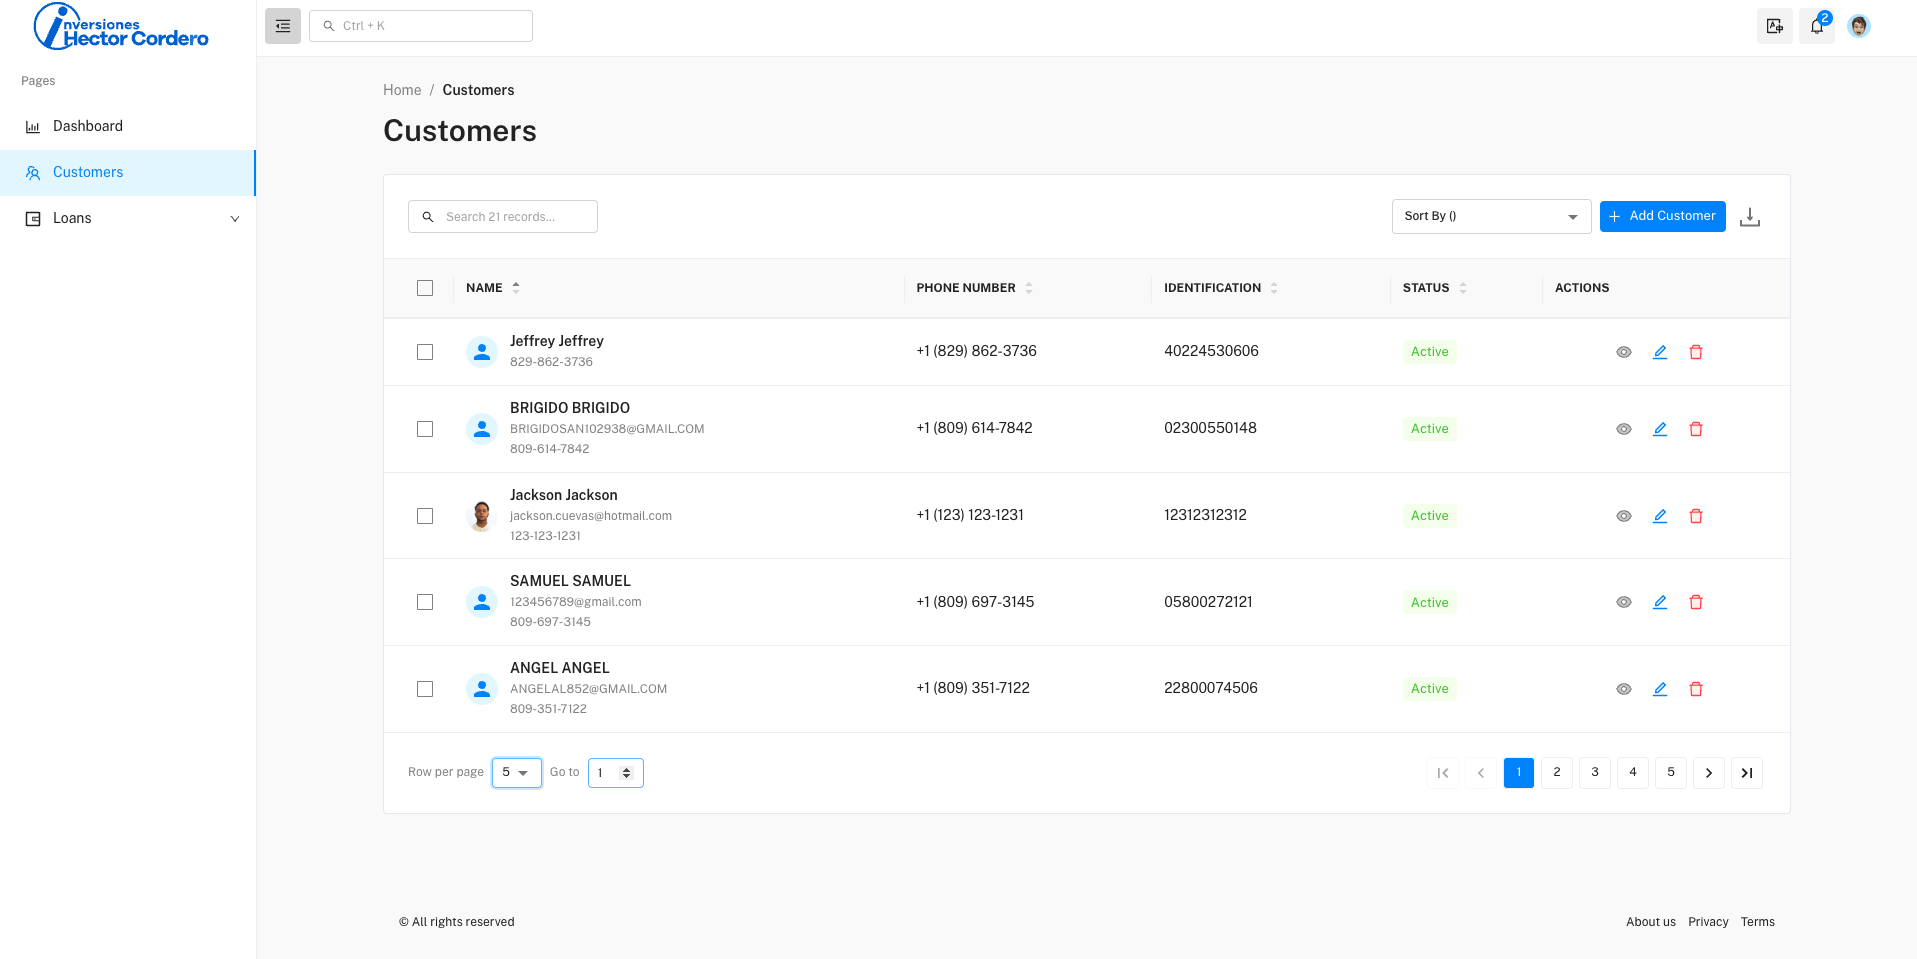 inversiones
Hector Cordero
Ctrl + K
2
Pages
Dashboard
Customers
Loans
Home / Customers
Customers
Search 21 records...
Sort By ()
Add Customer
NAME PHONE NUMBER IDENTIFICATION STATUS ACTIONS
Jeffrey Jeffrey
829-862-3736
+1 (829) 862-3736
40224530606
Active
BRIGIDO BRIGIDO
BRIGIDOSAN102938@GMAIL.COM
809-614-7842
+1 (809) 614-7842
02300550148
Active
Jackson Jackson
jackson.cuevas@hotmail.com
123-123-1231
+1 (123) 123-1231
12312312312
Active
SAMUEL SAMUEL
123456789@gmail.com
809-697-3145
+1 (809) 697-3145
05800272121
Active
ANGEL ANGEL
ANGELAL852@GMAIL.COM
809-351-7122
+1 (809) 351-7122
22800074506
Active
Row per page 5 Go to 1
1 2 3 4 5
© All rights reserved
About us Privacy Terms